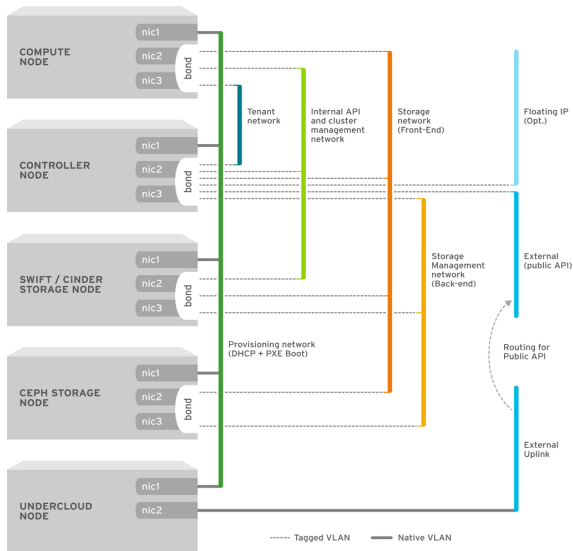 COMPUTE
NODE
nic1
nic2
nic3
bond
Tenant
network
Internal API
and cluster
management
network
Storage
network
(Front-End)
Floating IP
(Opt.)
CONTROLLER
NODE
nic1
nic2
nic3
bond
SWIFT / CINDER
STORAGE NODE
nic1
nic2
nic3
bond
Storage
Management
network
(Back-end)
External
(public API)
Provisioning network
(DHCP + PXE Boot)
Routing for
Public API
CEPH STORAGE
NODE
nic1
nic2
nic3
bond
External
Uplink
UNDERCLOUD
NODE
nic1
nic2
Tagged VLAN
Native VLAN